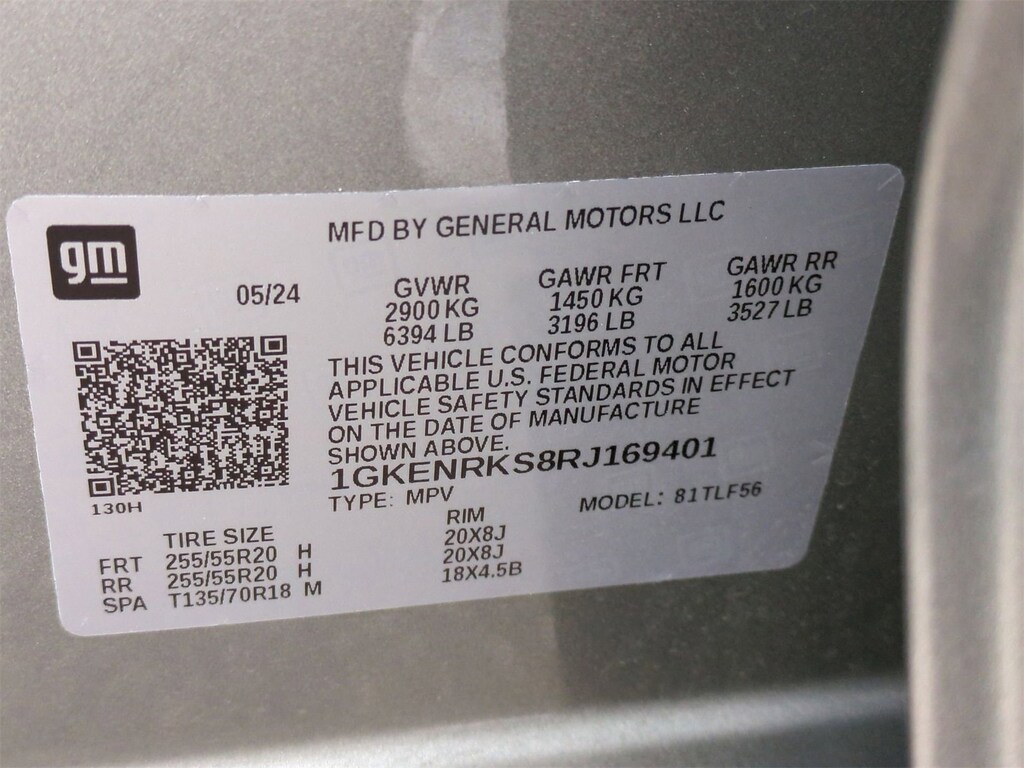 gm
MFD BY GENERAL MOTORS LLC
05/24
GVWR
2900 KG
6394 LB
GAWR FRT
1450 KG
3196 LB
GAWR RR
1600 KG
3527 LB
THIS VEHICLE CONFORMS TO ALL
APPLICABLE U.S. FEDERAL MOTOR
VEHICLE SAFETY STANDARDS IN EFFECT
ON THE DATE OF MANUFACTURE
SHOWN ABOVE.
1GKENRKS8RJ169401
TYPE: MPV MODEL: 81TLF56
130H
TIRE SIZE RIM
FRT 255/55R20 H 20X8J
RR 255/55R20 H 20X8J
SPA T135/70R18 M 18X4.5B